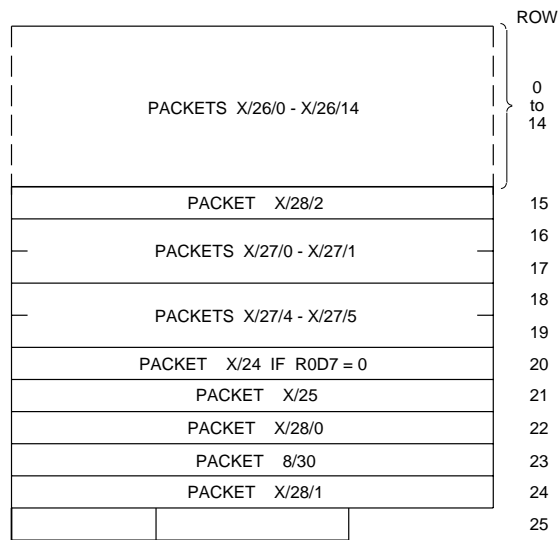 ROW
0
to
14
PACKETS X/26/0 - X/26/14
PACKET X/28/2 15
16
PACKETS X/27/0 - X/27/1
17
18
PACKETS X/27/4 - X/27/5
19
PACKET X/24 IF R0D7 = 0 20
PACKET X/25 21
PACKET X/28/0 22
PACKET 8/30 23
PACKET X/28/1 24
25